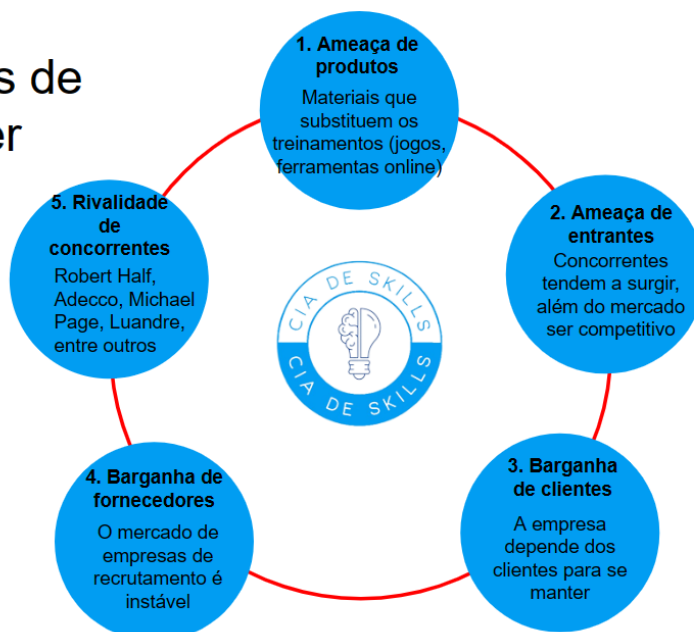 s de
er
1. Ameaça de
produtos
Materiais que
substituem os
treinamentos (jogos,
ferramentas online)
2. Ameaça de
entrantes
Concorrentes
tendem a surgir,
além do mercado
ser competitivo
3. Barganha
de clientes
A empresa
depende dos
clientes para se
manter
4. Barganha de
fornecedores
O mercado de
empresas de
recrutamento é
instável
5. Rivalidade
de
concorrentes
Robert Half,
Adecco, Michael
Page, Luandre,
entre outros
CIA DE SKILLS
CIA DE SKILLS